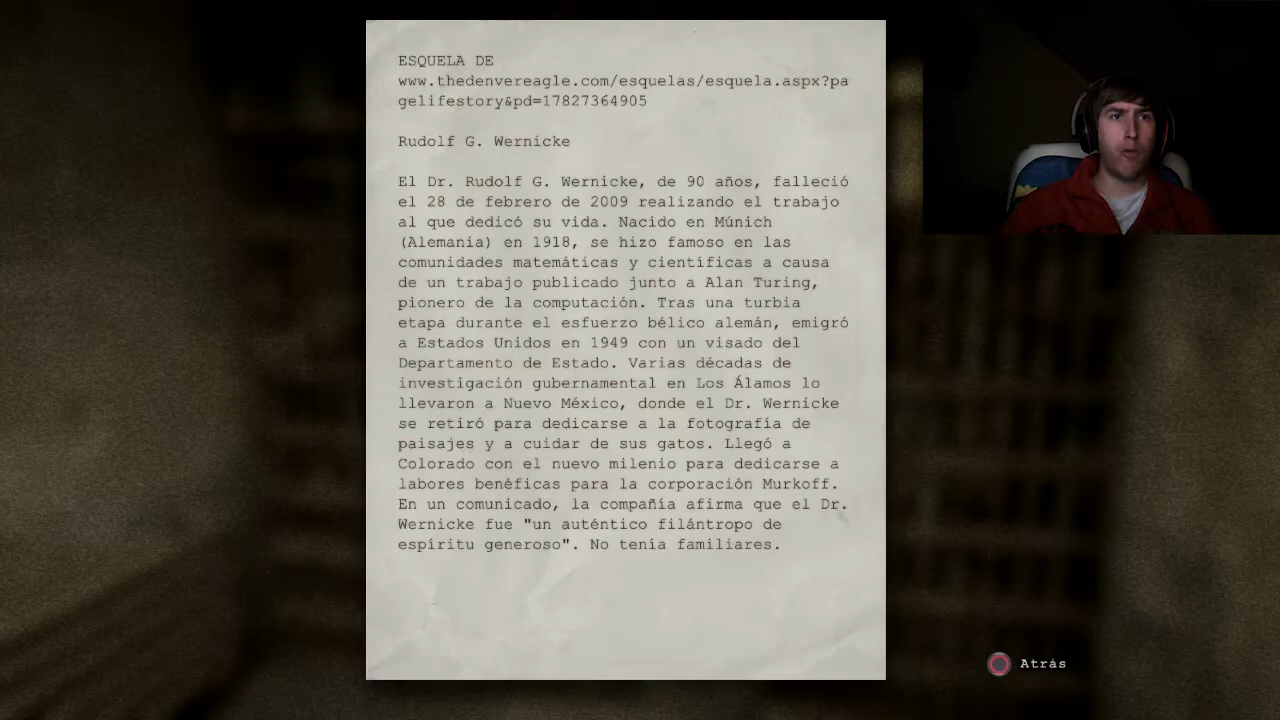 ESQUELA DE
www.thedenvereagle.com/esquelas/esquela.aspx?pa
gelifestory&pd=17827364905
Rudolf G. Wernicke
El Dr. Rudolf G. Wernicke, de 90 años, falleció
el 28 de febrero de 2009 realizando el trabajo
al que dedicó su vida. Nacido en Múnich
(Alemania) en 1918, se hizo famoso en las
comunidades matemáticas y científicas a causa
de un trabajo publicado junto a Alan Turing,
pionero de la computación. Tras una turbia
etapa durante el esfuerzo bélico alemán, emigró
a Estados Unidos en 1949 con un visado del
Departamento de Estado. Varias décadas de
investigación gubernamental en Los Álamos lo
llevaron a Nuevo México, donde el Dr. Wernicke
se retiró para dedicarse a la fotografía de
paisajes y a cuidar de sus gatos. Llegó a
Colorado con el nuevo milenio para dedicarse a
labores benéficas para la corporación Murkoff.
En un comunicado, la compañía afirma que el Dr.
Wernicke fue "un auténtico filántropo de
espíritu generoso". No tenía familiares.
Atrás